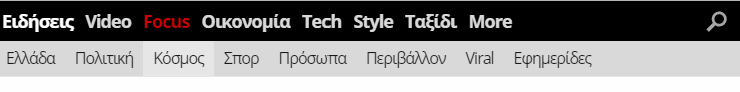 Ειδήσεις Video Focus Οικονομία Tech Style Ταξίδι More
Ελλάδα Πολιτική Κόσμος Σπορ Πρόσωπα Περιβάλλον Viral Εφημερίδες